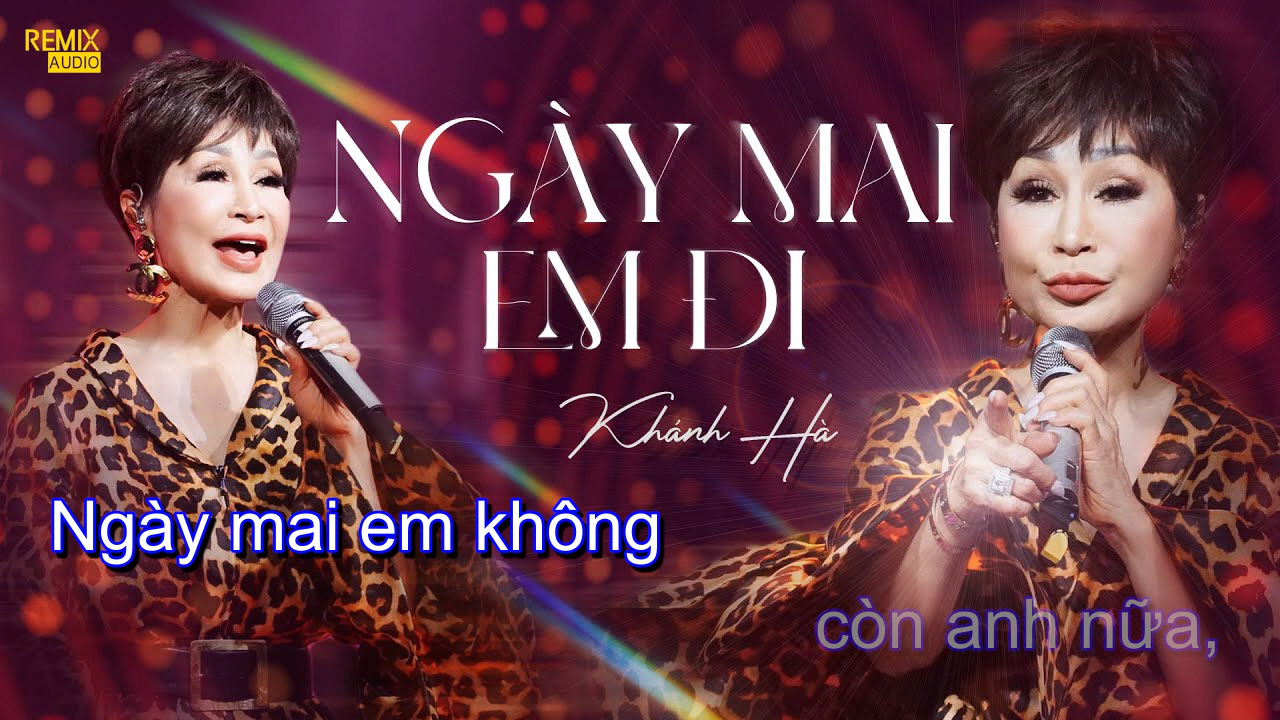 REMIX
AUDIO
NGÀY MAI
EM ĐI
Khánh Hà
Ngày mai em không
còn anh nữa,